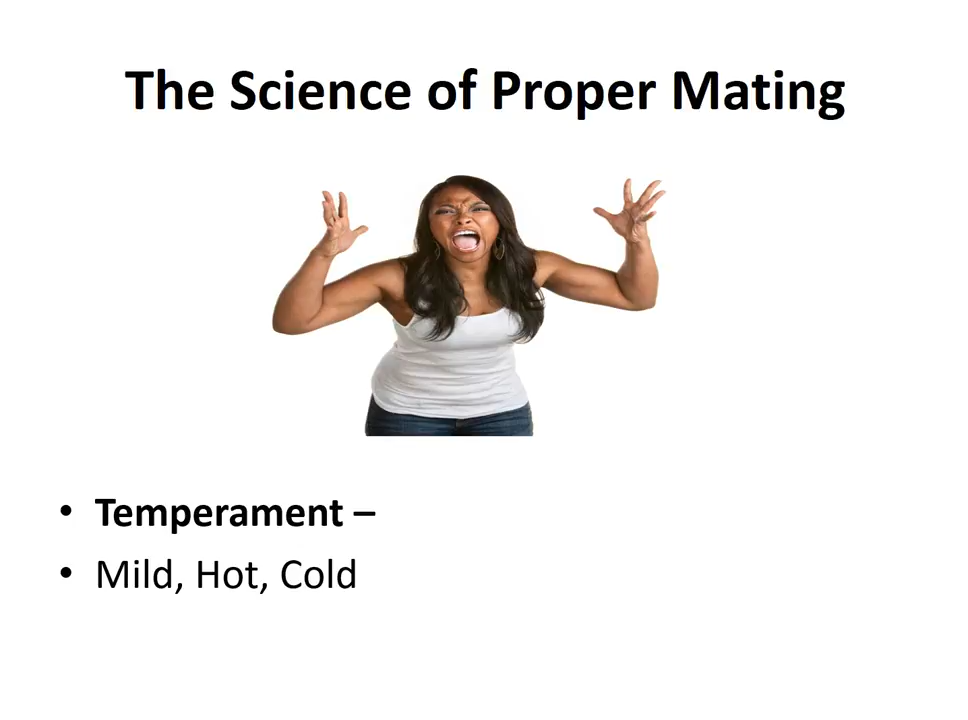 The Science of Proper Mating
• Temperament –
• Mild, Hot, Cold